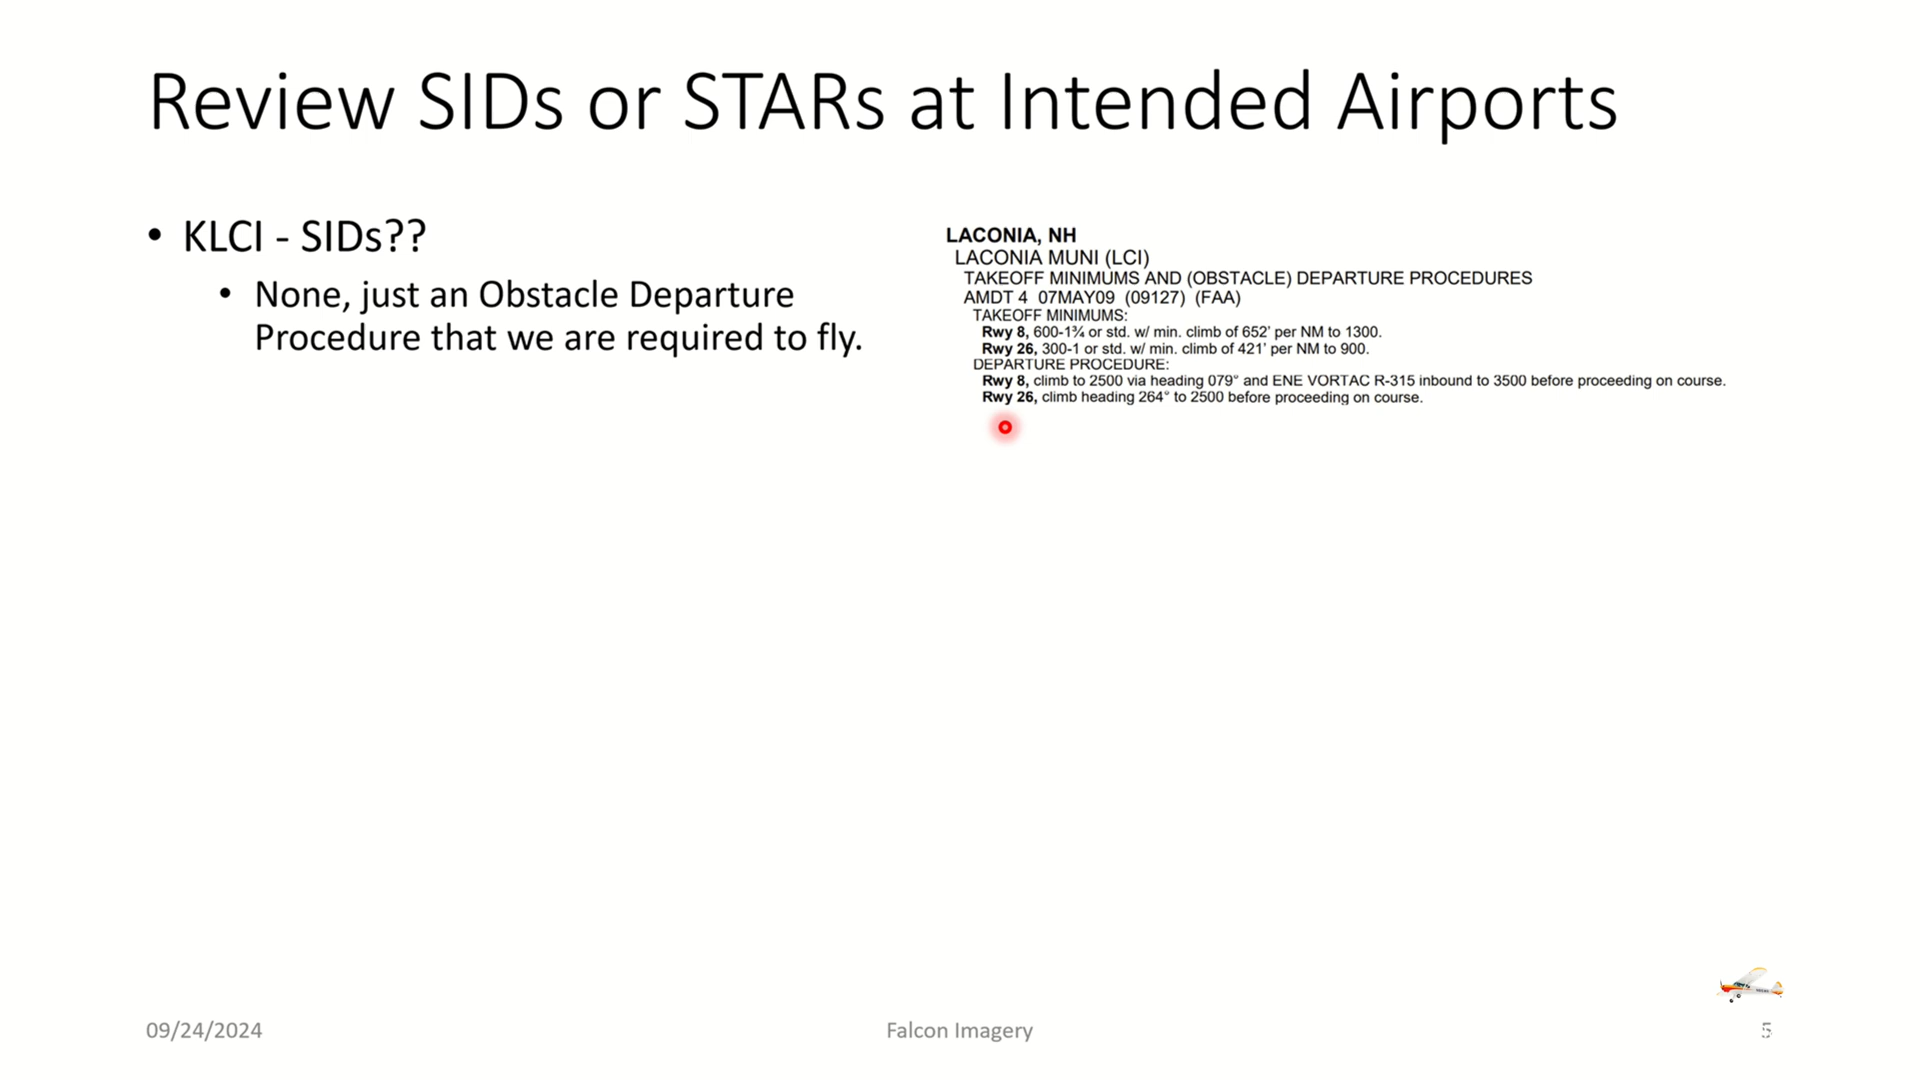 Review SIDs or STARs at Intended Airports
• KLCI - SIDs??
• None, just an Obstacle Departure
Procedure that we are required to fly.
LACONIA, NH
LACONIA MUNI (LCI)
TAKEOFF MINIMUMS AND (OBSTACLE) DEPARTURE PROCEDURES
AMDT 4 07MAY09 (09127) (FAA)
TAKEOFF MINIMUMS:
Rwy 8, 600-1¾ or std. w/ min. climb of 652' per NM to 1300.
Rwy 26, 300-1 or std. w/ min. climb of 421' per NM to 900.
DEPARTURE PROCEDURE:
Rwy 8, climb to 2500 via heading 079° and ENE VORTAC R-315 inbound to 3500 before proceeding on course.
Rwy 26, climb heading 264° to 2500 before proceeding on course.
09/24/2024
Falcon Imagery
5